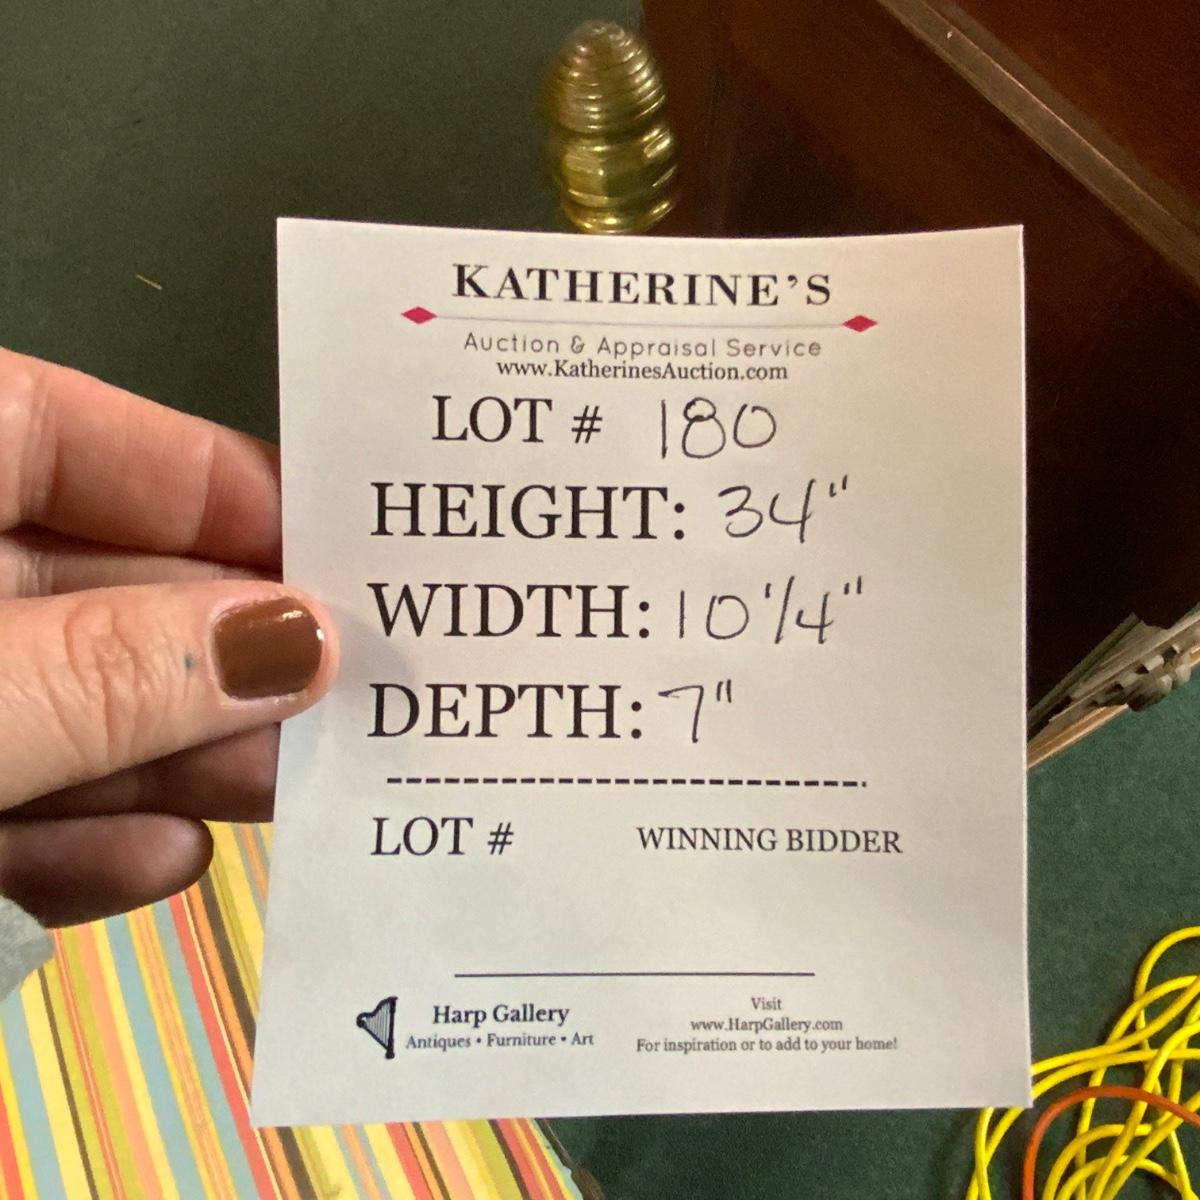 KATHERINE'S
Auction & Appraisal Service
www.KatherinesAuction.com
LOT # 180
HEIGHT: 34"
WIDTH: 10 1/4"
DEPTH: 7"
LOT # WINNING BIDDER
Harp Gallery
Antiques • Furniture • Art
Visit
www.HarpGallery.com
For inspiration or to add to your home!